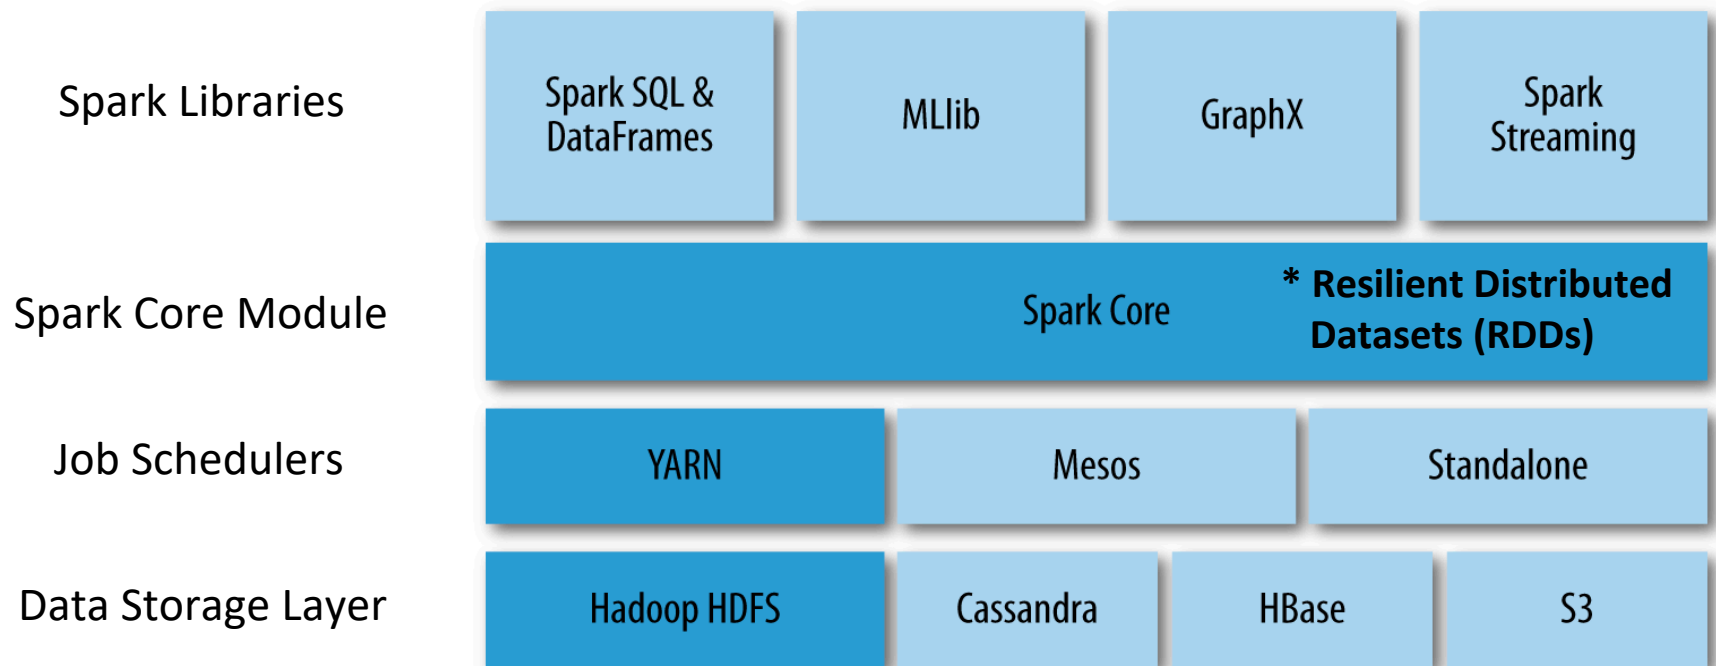 Spark Libraries
Spark SQL &
DataFrames
MLlib
GraphX
Spark
Streaming
Spark Core Module
Spark Core
* Resilient Distributed
Datasets (RDDs)
Job Schedulers
YARN
Mesos
Standalone
Data Storage Layer
Hadoop HDFS
Cassandra
HBase
S3